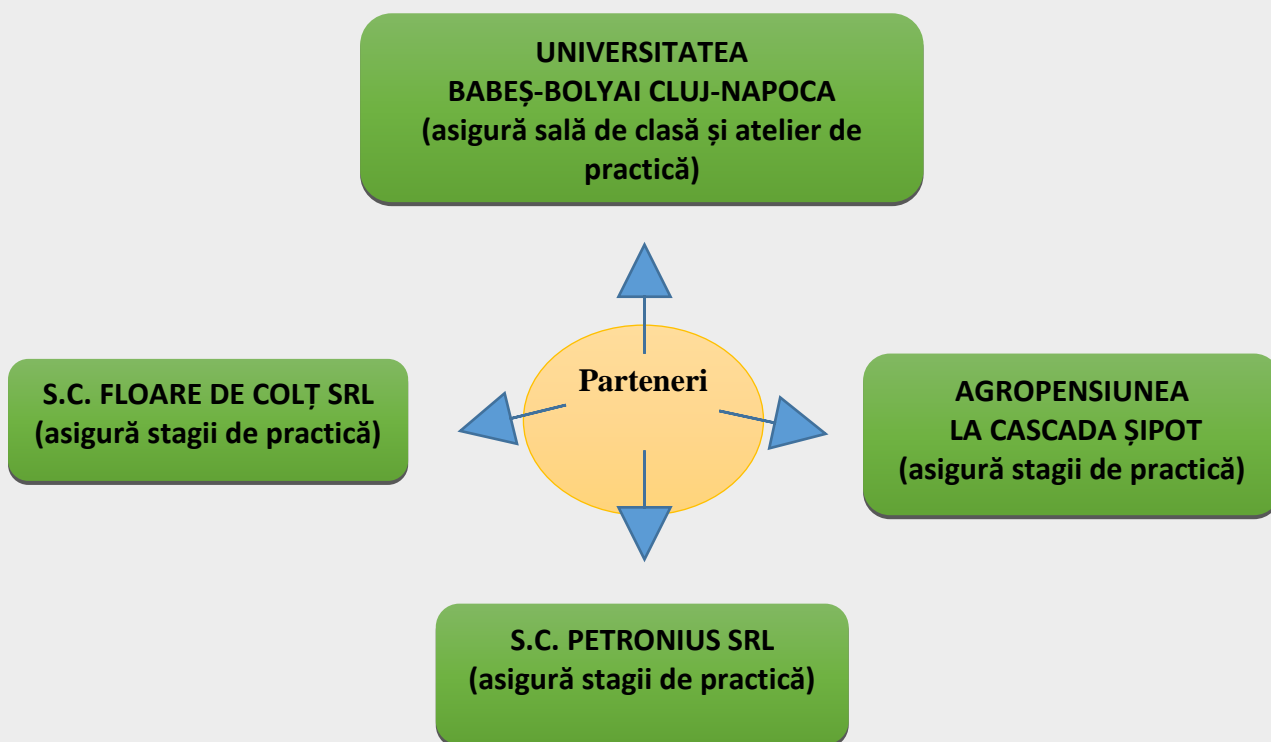 UNIVERSITATEA
BABEȘ-BOLYAI CLUJ-NAPOCA
(asigură sală de clasă și atelier de
practică)
Parteneri
S.C. FLOARE DE COLȚ SRL
(asigură stagii de practică)
AGROPENSIUNEA
LA CASCADA ȘIPOT
(asigură stagii de practică)
S.C. PETRONIUS SRL
(asigură stagii de practică)